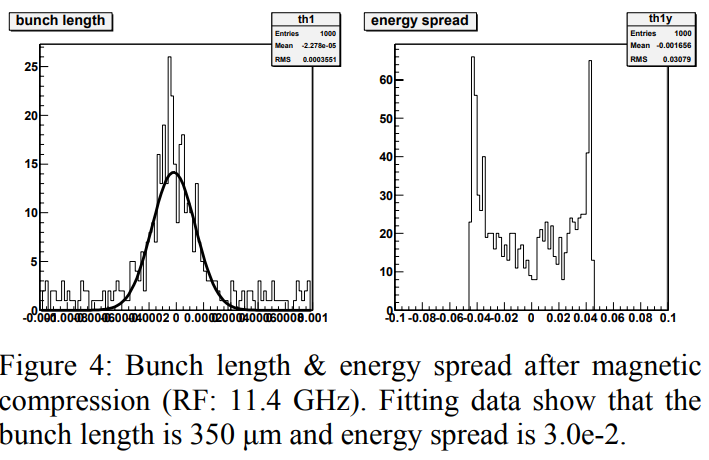 bunch length
th1
Entries 1000
Mean -2.278e-05
RMS 0.0003551
25
20
15
10
5
0
0 0.001
energy spread
th1y
Entries 1000
Mean -0.001656
RMS 0.03079
60
50
40
30
20
10
0
-0.1 -0.08 -0.06 -0.04 -0.02 0 0.02 0.04 0.06 0.08 0.1
Figure 4: Bunch length & energy spread after magnetic
compression (RF: 11.4 GHz). Fitting data show that the
bunch length is 350 μm and energy spread is 3.0e-2.